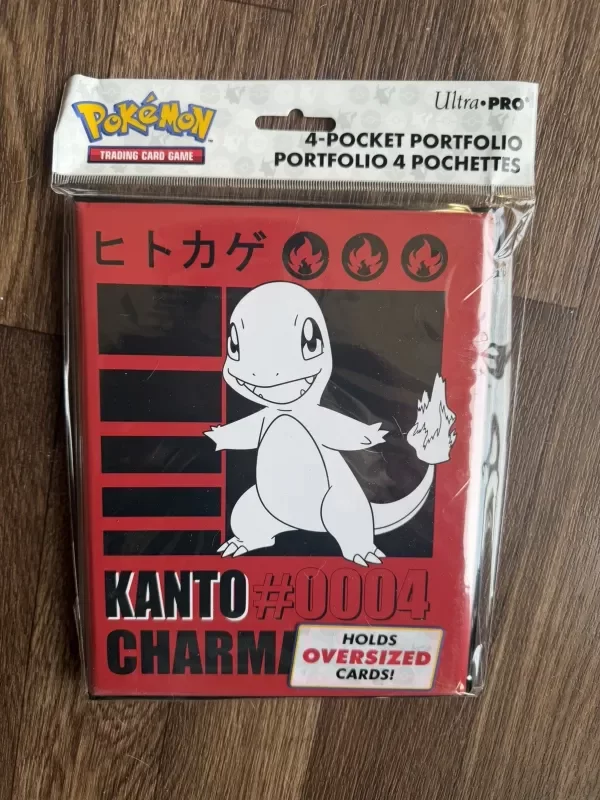 Pokémon
TRADING CARD GAME
Ultra•PRO
4-POCKET PORTFOLIO
PORTFOLIO 4 POCHETTES
ヒトカゲ
KANTO #0004
CHARMA
HOLDS
OVERSIZED
CARDS!